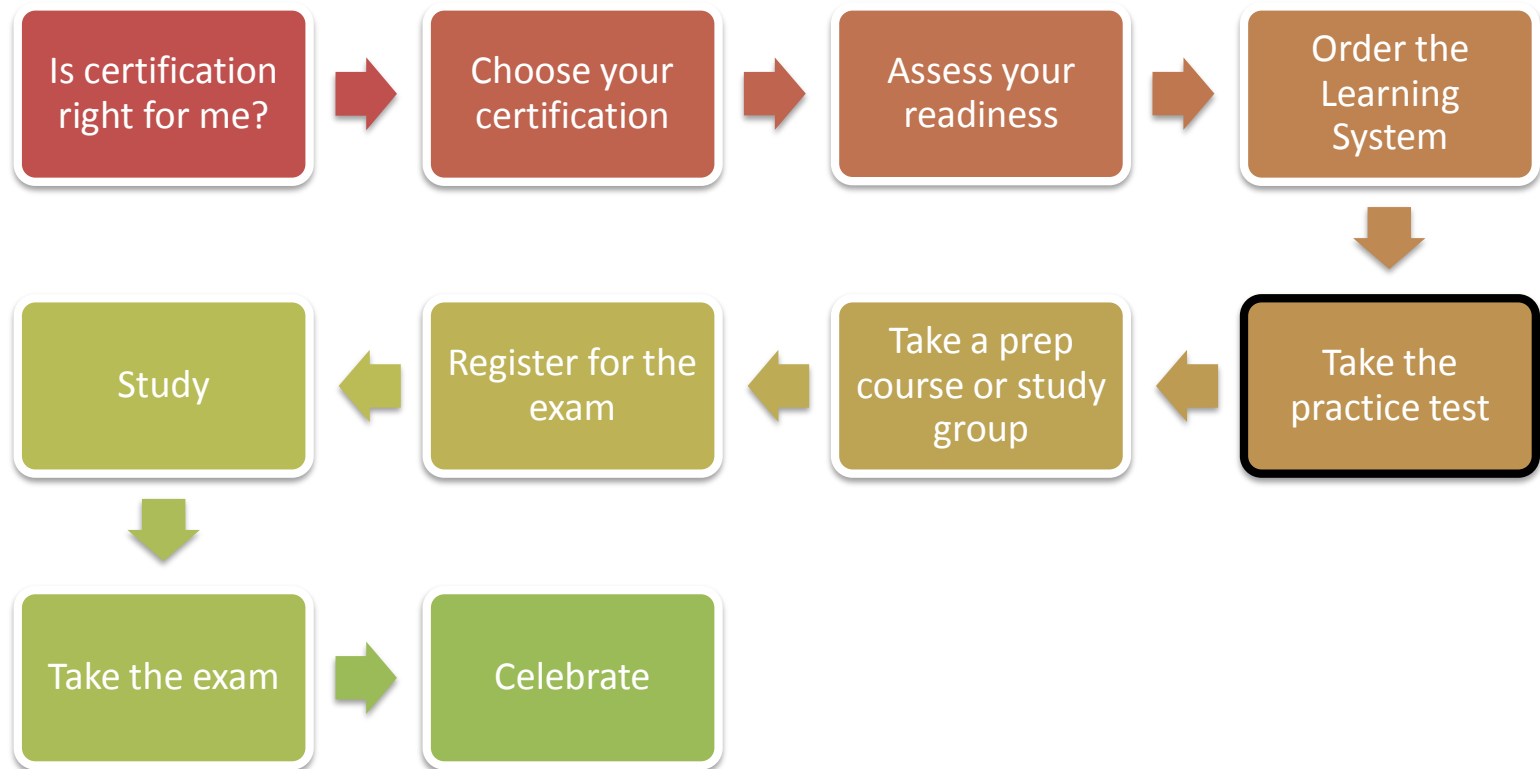 Is certification
right for me?
Choose your
certification
Assess your
readiness
Order the
Learning
System
Take the
practice test
Take a prep
course or study
group
Register for the
exam
Study
Take the exam
Celebrate